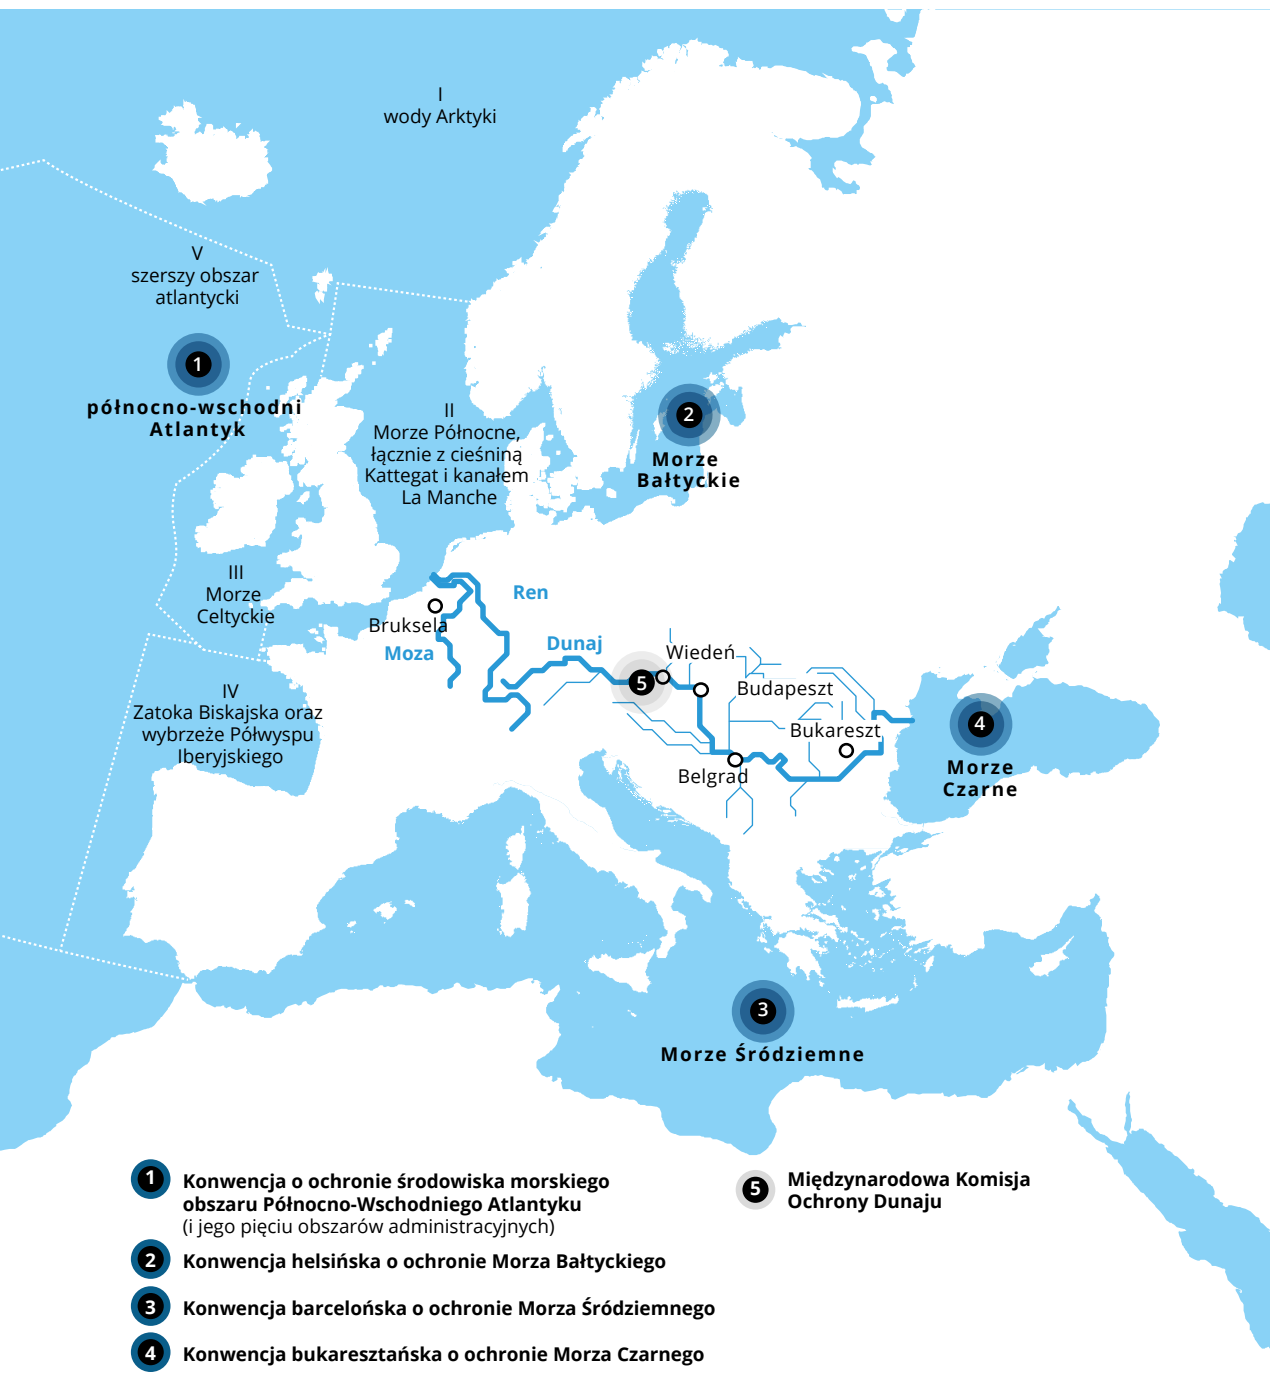 I
wody Arktyki
V
szerszy obszar
atlantycki
1
północno-wschodni
Atlantyk
II
Morze Północne,
łącznie z cieśniną
Kattegat i kanałem
La Manche
2
Morze
Bałtyckie
III
Morze
Celtyckie
Ren
Bruksela
Moza
Dunaj
Wiedeń
5
Budapeszt
IV
Zatoka Biskajska oraz
wybrzeże Półwyspu
Iberyjskiego
Bukareszt
Belgrad
4
Morze
Czarne
3
Morze Śródziemne
1
Konwencja o ochronie środowiska morskiego
obszaru Północno-Wschodniego Atlantyku
(i jego pięciu obszarów administracyjnych)
2
Konwencja helsińska o ochronie Morza Bałtyckiego
3
Konwencja barcelońska o ochronie Morza Śródziemnego
4
Konwencja bukaresztańska o ochronie Morza Czarnego
5
Międzynarodowa Komisja
Ochrony Dunaju